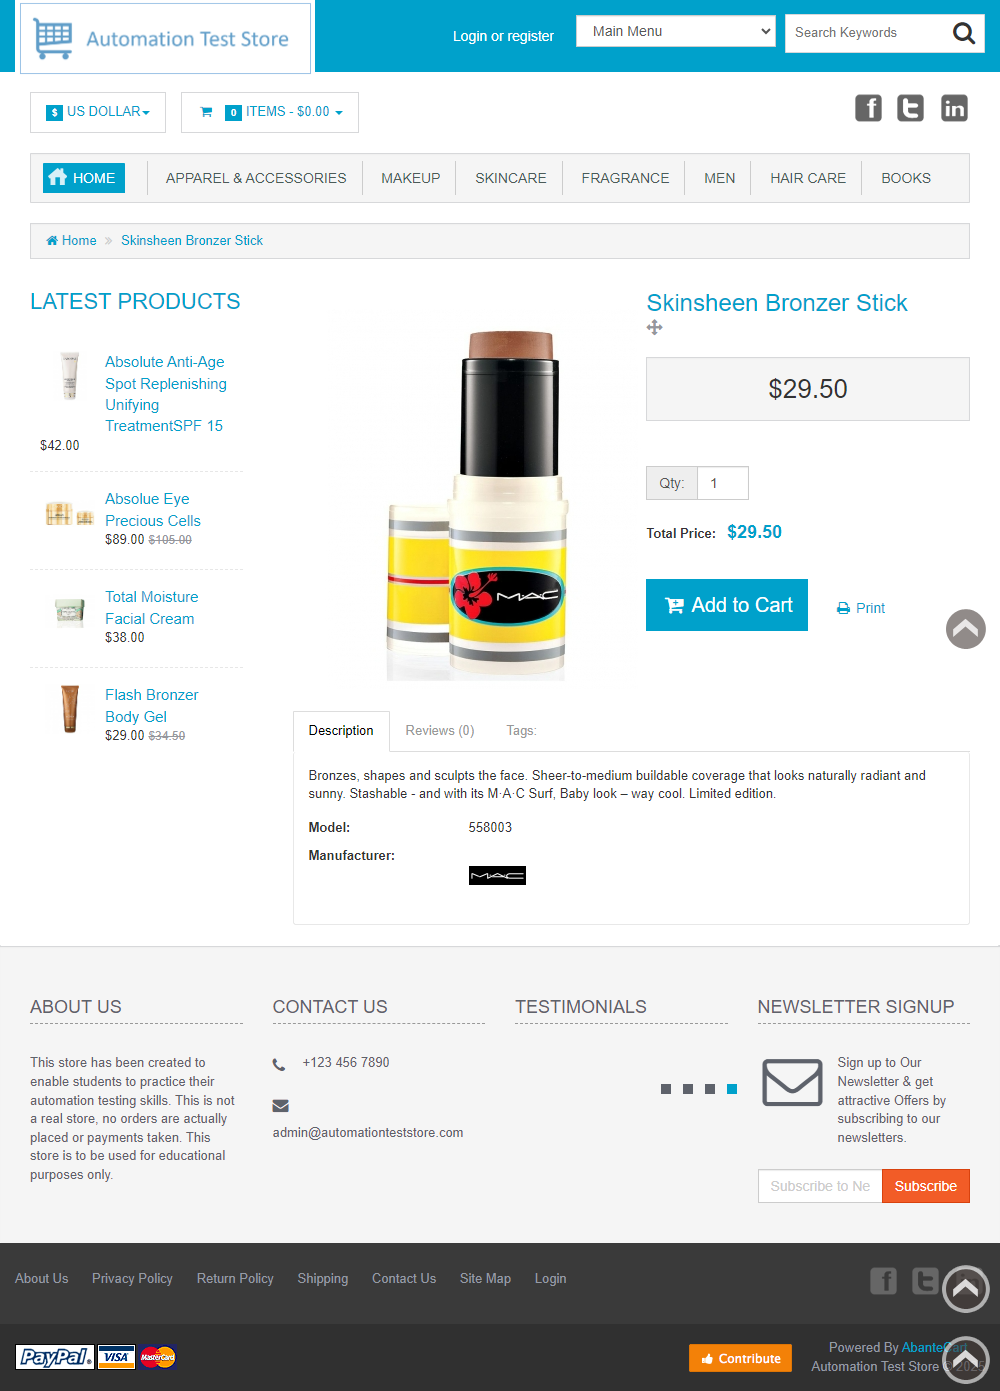 Automation Test Store
Login or register
Main Menu
Search Keywords
$ US DOLLAR
0 ITEMS - $0.00
HOME
APPAREL & ACCESSORIES
MAKEUP
SKINCARE
FRAGRANCE
MEN
HAIR CARE
BOOKS
Home » Skinsheen Bronzer Stick
LATEST PRODUCTS
Absolute Anti-Age
Spot Replenishing
Unifying
TreatmentSPF 15
$42.00
Absolue Eye
Precious Cells
$89.00 $105.00
Total Moisture
Facial Cream
$38.00
Flash Bronzer
Body Gel
$29.00 $34.50
MAC
Skinsheen Bronzer Stick
$29.50
Qty: 1
Total Price: $29.50
Add to Cart
Print
Description
Reviews (0)
Tags:
Bronzes, shapes and sculpts the face. Sheer-to-medium buildable coverage that looks naturally radiant and
sunny. Stashable - and with its M·A·C Surf, Baby look – way cool. Limited edition.
Model: 558003
Manufacturer:
MAC
ABOUT US
This store has been created to
enable students to practice their
automation testing skills. This is not
a real store, no orders are actually
placed or payments taken. This
store is to be used for educational
purposes only.
CONTACT US
+123 456 7890
admin@automationteststore.com
TESTIMONIALS
NEWSLETTER SIGNUP
Sign up to Our
Newsletter & get
attractive Offers by
subscribing to our
newsletters.
Subscribe to Ne
Subscribe
About Us
Privacy Policy
Return Policy
Shipping
Contact Us
Site Map
Login
PayPal
VISA
MasterCard
Contribute
Powered By AbanteCart
Automation Test Store © 2025